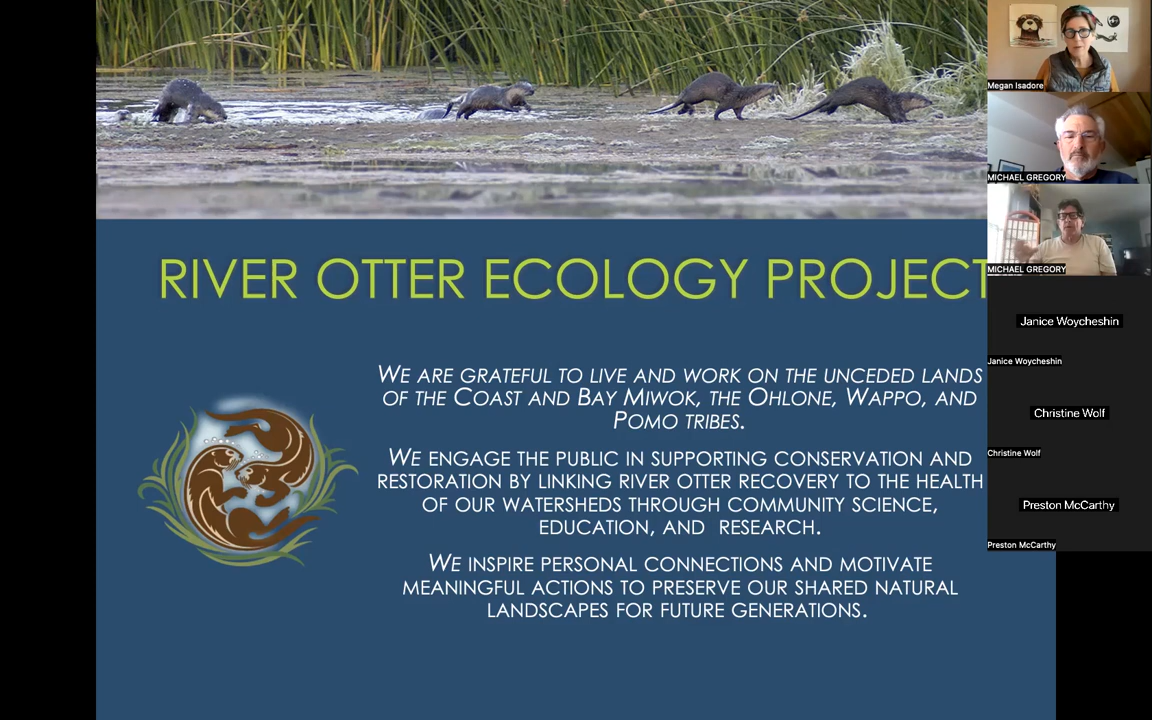 RIVER OTTER ECOLOGY PROJECT
WE ARE GRATEFUL TO LIVE AND WORK ON THE UNCEDED LANDS
OF THE COAST AND BAY MIWOK, THE OHLONE, WAPPO, AND
POMO TRIBES.
WE ENGAGE THE PUBLIC IN SUPPORTING CONSERVATION AND
RESTORATION BY LINKING RIVER OTTER RECOVERY TO THE HEALTH
OF OUR WATERSHEDS THROUGH COMMUNITY SCIENCE,
EDUCATION, AND RESEARCH.
WE INSPIRE PERSONAL CONNECTIONS AND MOTIVATE
MEANINGFUL ACTIONS TO PRESERVE OUR SHARED NATURAL
LANDSCAPES FOR FUTURE GENERATIONS.
Megan Isadore
MICHAEL GREGORY
MICHAEL GREGORY
Janice Woycheshin
Janice Woycheshin
Christine Wolf
Christine Wolf
Preston McCarthy
Preston McCarthy